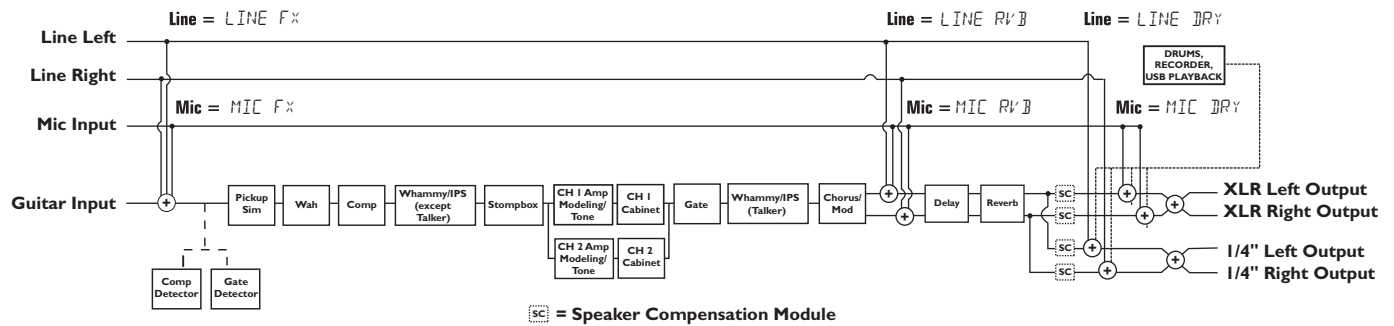 Line = LINE FX
Line = LINE RVB
Line = LINE DRY
Line Left
DRUMS,
RECORDER,
USB PLAYBACK
Line Right
Mic = MIC FX
Mic = MIC RVB
Mic = MIC DRY
Mic Input
Guitar Input
Pickup
Sim
Wah
Comp
Whammy/IPS
(except
Talker)
Stompbox
CH 1 Amp
Modeling/
Tone
CH 1
Cabinet
CH 2 Amp
Modeling/
Tone
CH 2
Cabinet
Gate
Whammy/IPS
(Talker)
Chorus/
Mod
Delay
Reverb
SC
SC
SC
SC
+
+
+
+
+
+
+
+
+
XLR Left Output
XLR Right Output
1/4" Left Output
1/4" Right Output
Comp
Detector
Gate
Detector
SC = Speaker Compensation Module